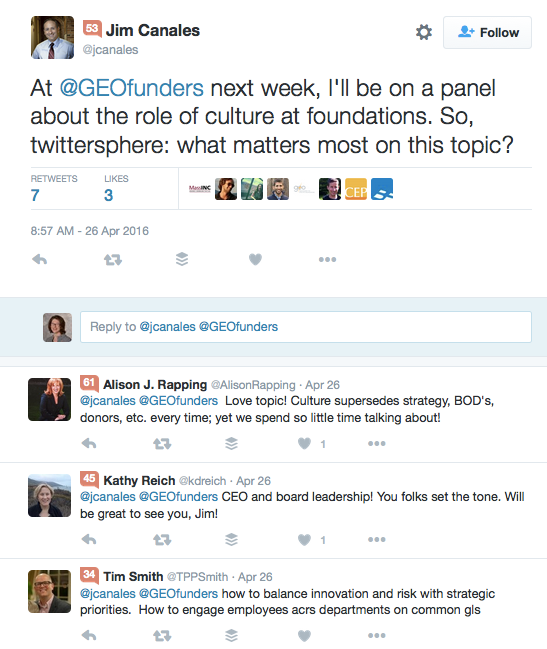 53 Jim Canales
@jcanales
Follow
At @GEOfunders next week, I'll be on a panel
about the role of culture at foundations. So,
twittersphere: what matters most on this topic?
RETWEETS LIKES
7 3
MassINC
geo
CEP
8:57 AM - 26 Apr 2016
Reply to @jcanales @GEOfunders
61 Alison J. Rapping @AlisonRapping · Apr 26
@jcanales @GEOfunders Love topic! Culture supersedes strategy, BOD's,
donors, etc. every time; yet we spend so little time talking about!
1
45 Kathy Reich @kdreich · Apr 26
@jcanales @GEOfunders CEO and board leadership! You folks set the tone. Will
be great to see you, Jim!
1
34 Tim Smith @TPPSmith · Apr 26
@jcanales @GEOfunders how to balance innovation and risk with strategic
priorities. How to engage employees acrs departments on common gls